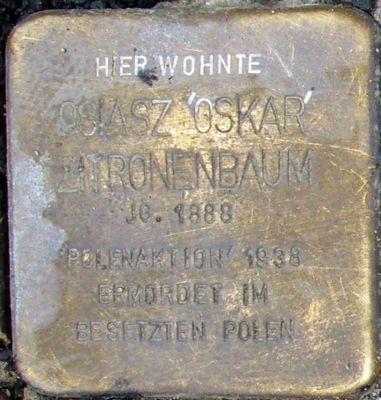 HIER WOHNTE
OSIASZ 'OSKAR'
ZITRONENBAUM
JG. 1888
'POLENAKTION' 1938
ERMORDET IM
BESETZTEN POLEN